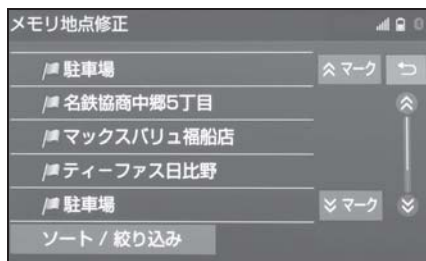 メモリ地点修正
駐車場
マーク
名鉄協商中郷5丁目
マックスバリュ福船店
ティーファス日比野
駐車場
マーク
ソート / 絞り込み